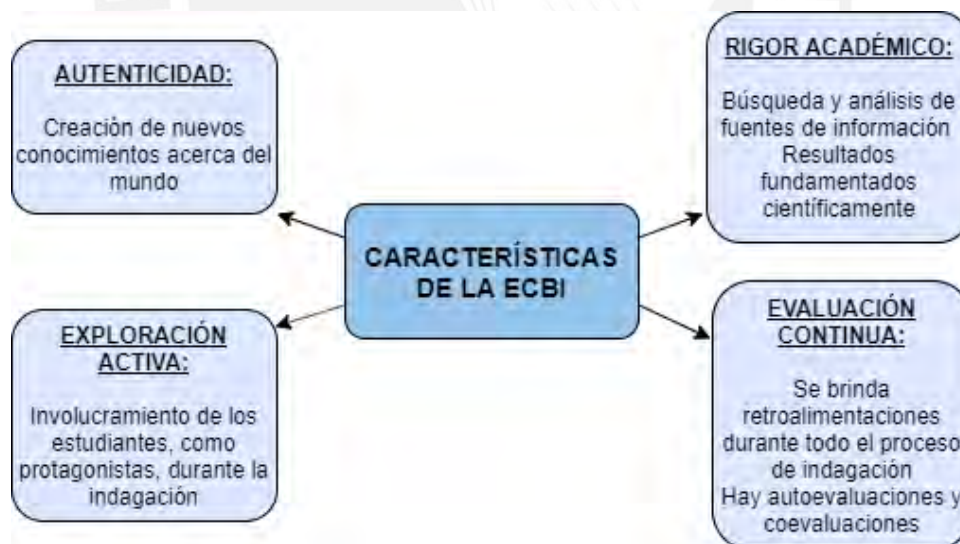 AUTENTICIDAD:
Creación de nuevos
conocimientos acerca del
mundo
RIGOR ACADÉMICO:
Búsqueda y análisis de
fuentes de información
Resultados
fundamentados
científicamente
CARACTERÍSTICAS
DE LA ECBI
EXPLORACIÓN
ACTIVA:
Involucramiento de los
estudiantes, como
protagonistas, durante la
indagación
EVALUACIÓN
CONTINUA:
Se brinda
retroalimentaciones
durante todo el proceso
de indagación
Hay autoevaluaciones y
coevaluaciones